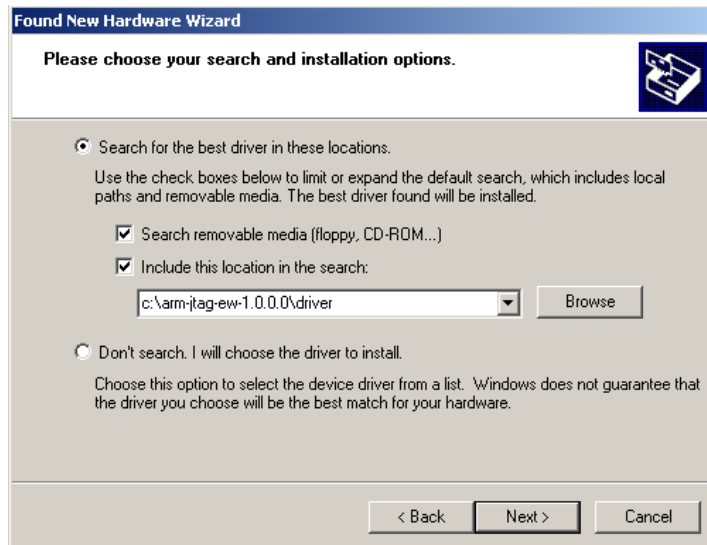 Found New Hardware Wizard
Please choose your search and installation options.
Search for the best driver in these locations.
Use the check boxes below to limit or expand the default search, which includes local
paths and removable media. The best driver found will be installed.
Search removable media (floppy, CD-ROM...)
Include this location in the search:
c:\arm-jtag-ew-1.0.0.0\driver
Browse
Don't search. I will choose the driver to install.
Choose this option to select the device driver from a list. Windows does not guarantee that
the driver you choose will be the best match for your hardware.
< Back
Next >
Cancel